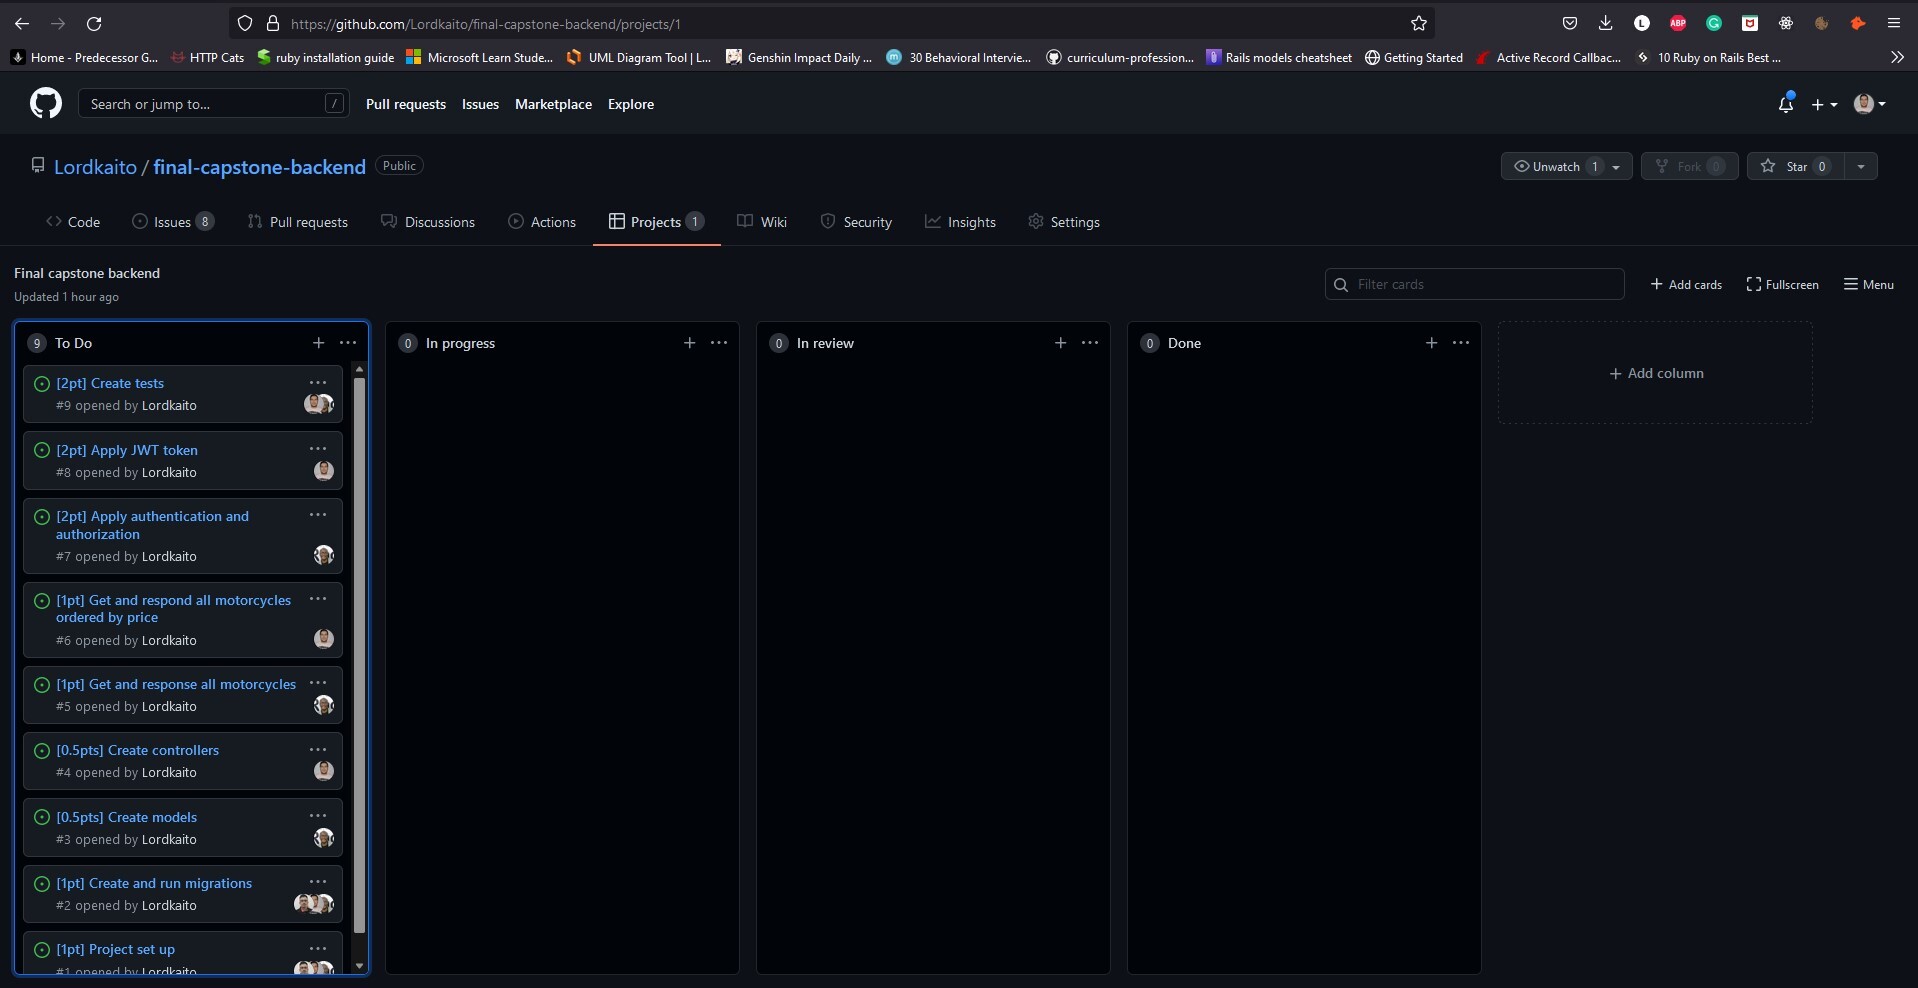 https://github.com/Lordkaito/final-capstone-backend/projects/1
Home - Predecessor G... HTTP Cats ruby installation guide Microsoft Learn Stude... UML Diagram Tool | L... Genshin Impact Daily ... 30 Behavioral Intervie... curriculum-profession... Rails models cheatsheet Getting Started Active Record Callbac... 10 Ruby on Rails Best ...
Search or jump to... / Pull requests Issues Marketplace Explore
Lordkaito / final-capstone-backend Public
Unwatch 1 Fork 0 Star 0
Code Issues 8 Pull requests Discussions Actions Projects 1 Wiki Security Insights Settings
Final capstone backend
Updated 1 hour ago
Filter cards + Add cards Fullscreen Menu
9 To Do
[2pt] Create tests
#9 opened by Lordkaito
[2pt] Apply JWT token
#8 opened by Lordkaito
[2pt] Apply authentication and
authorization
#7 opened by Lordkaito
[1pt] Get and respond all motorcycles
ordered by price
#6 opened by Lordkaito
[1pt] Get and response all motorcycles
#5 opened by Lordkaito
[0.5pts] Create controllers
#4 opened by Lordkaito
[0.5pts] Create models
#3 opened by Lordkaito
[1pt] Create and run migrations
#2 opened by Lordkaito
[1pt] Project set up
#1 opened by Lordkaito
0 In progress
0 In review
0 Done
+ Add column